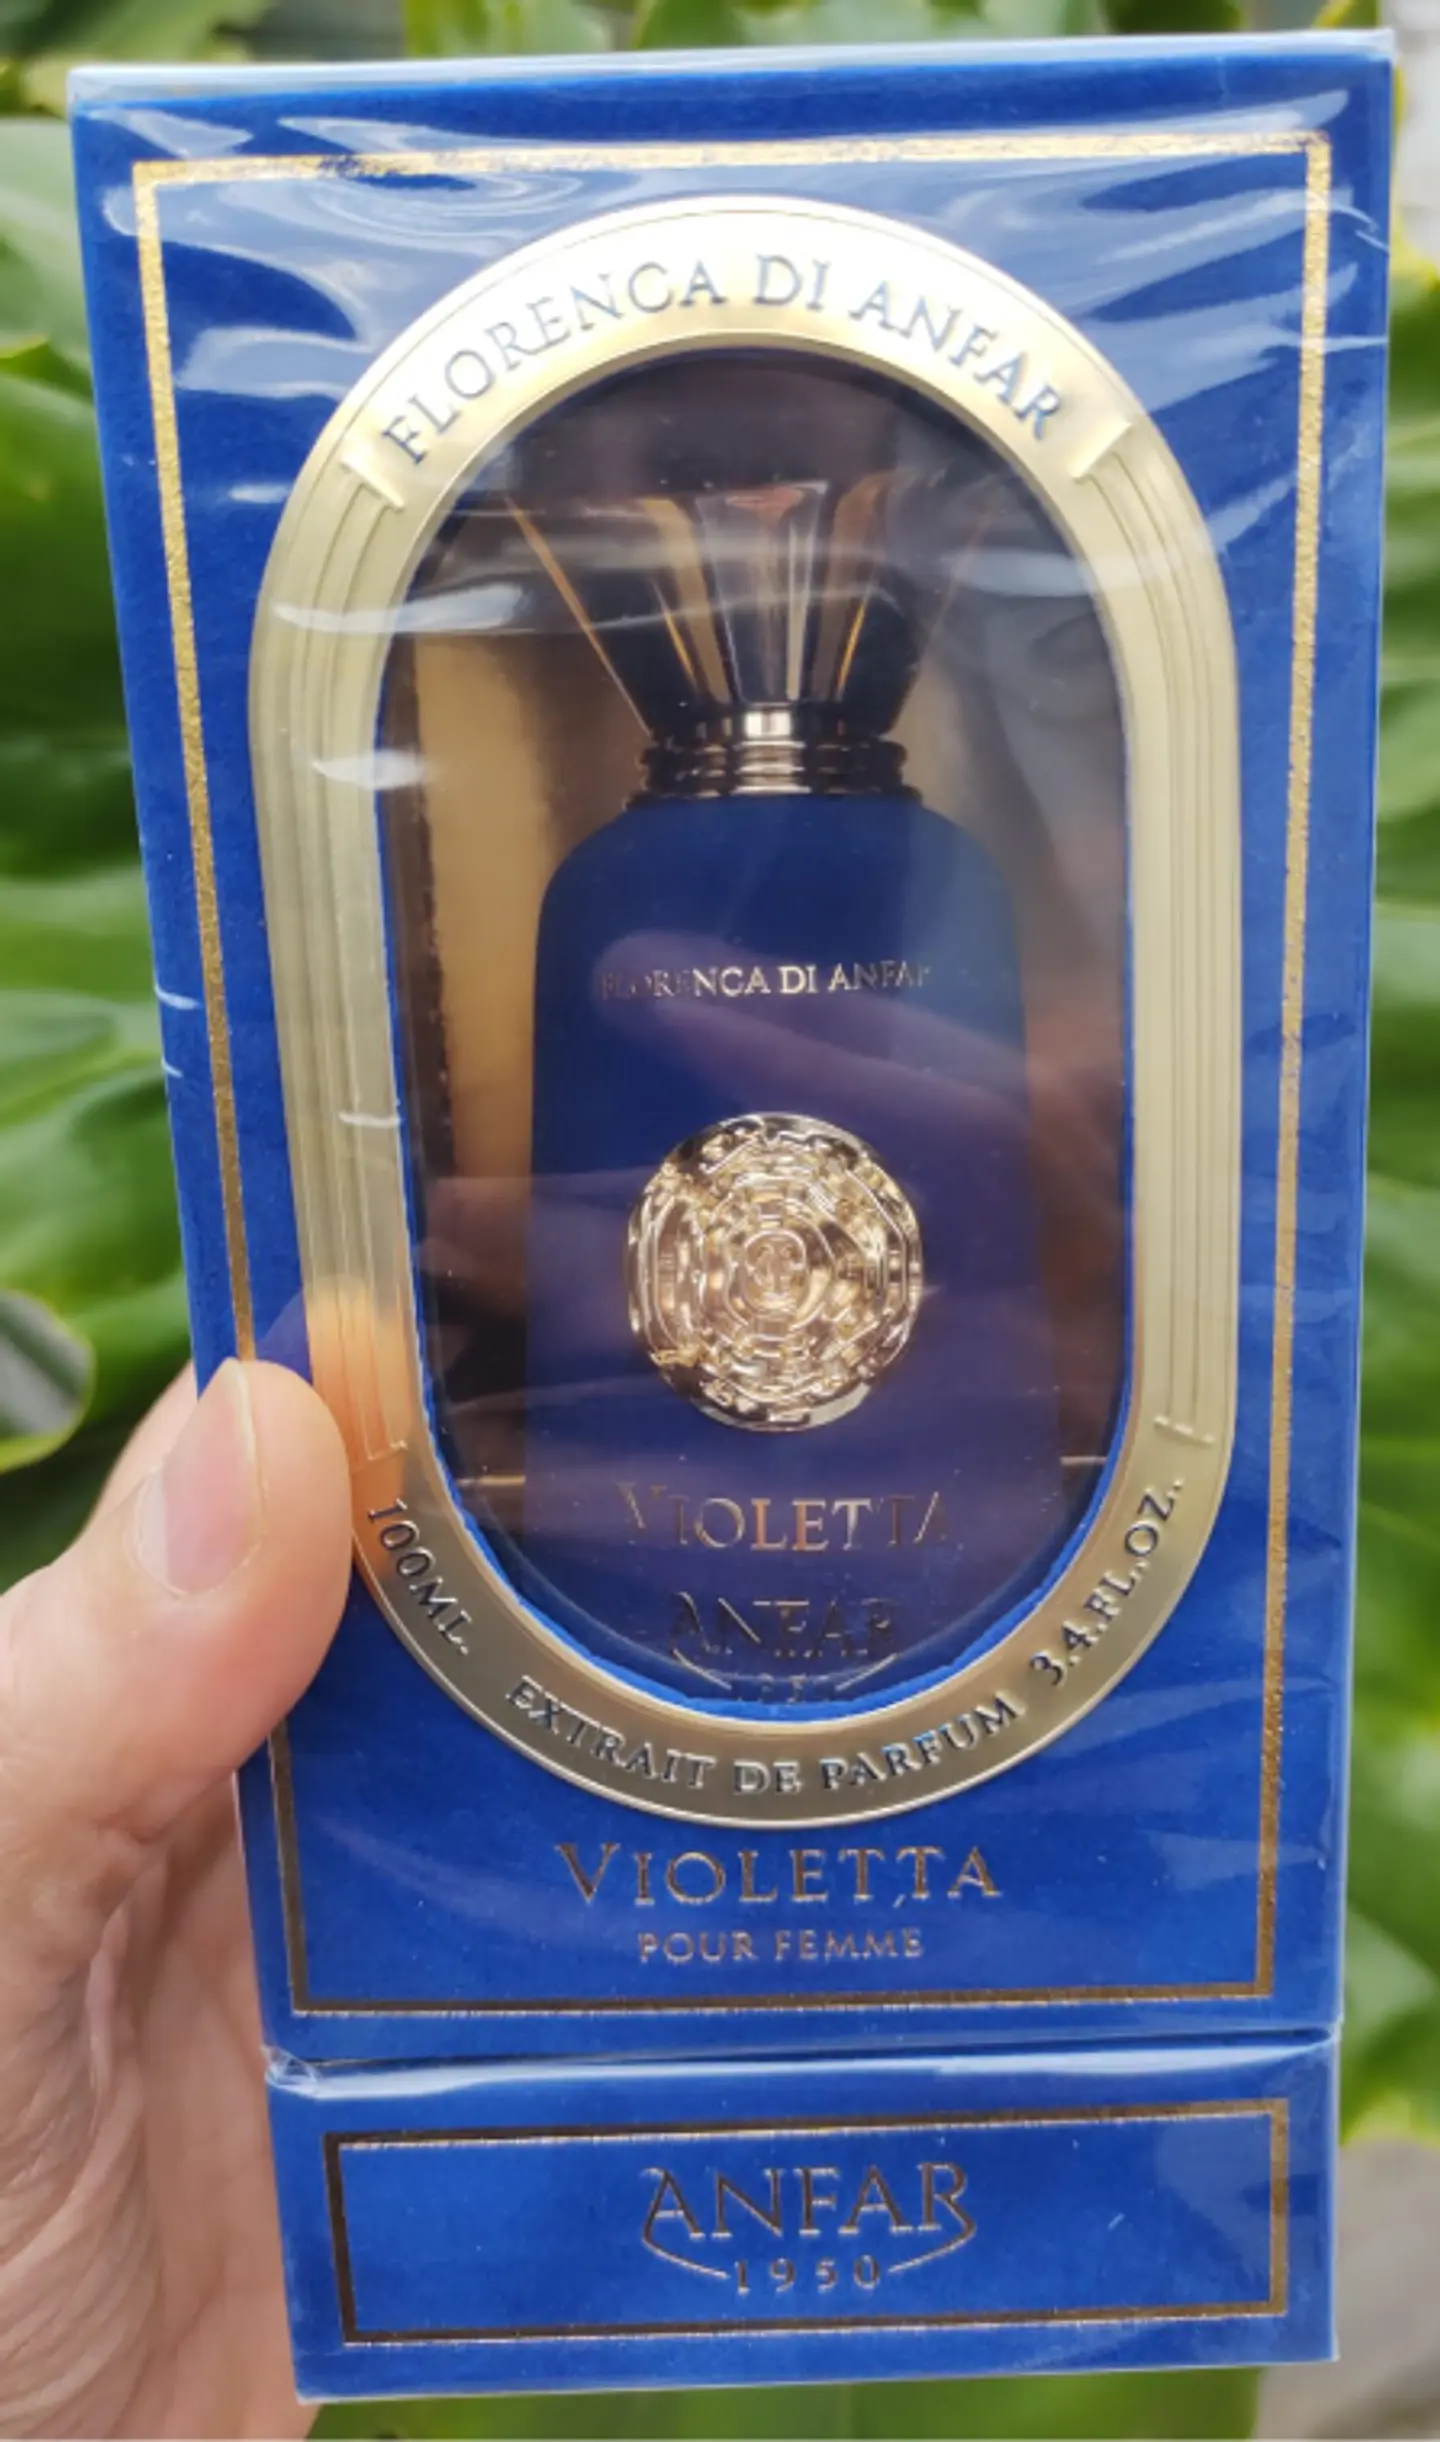 FLORENCA DI ANFAR
FLORENCA DI ANFAR
VIOLETTA
ANFAR
100ML. EXTRAIT DE PARFUM 3.4.FL.OZ.
VIOLETTA
POUR FEMME
ANFAR
1950